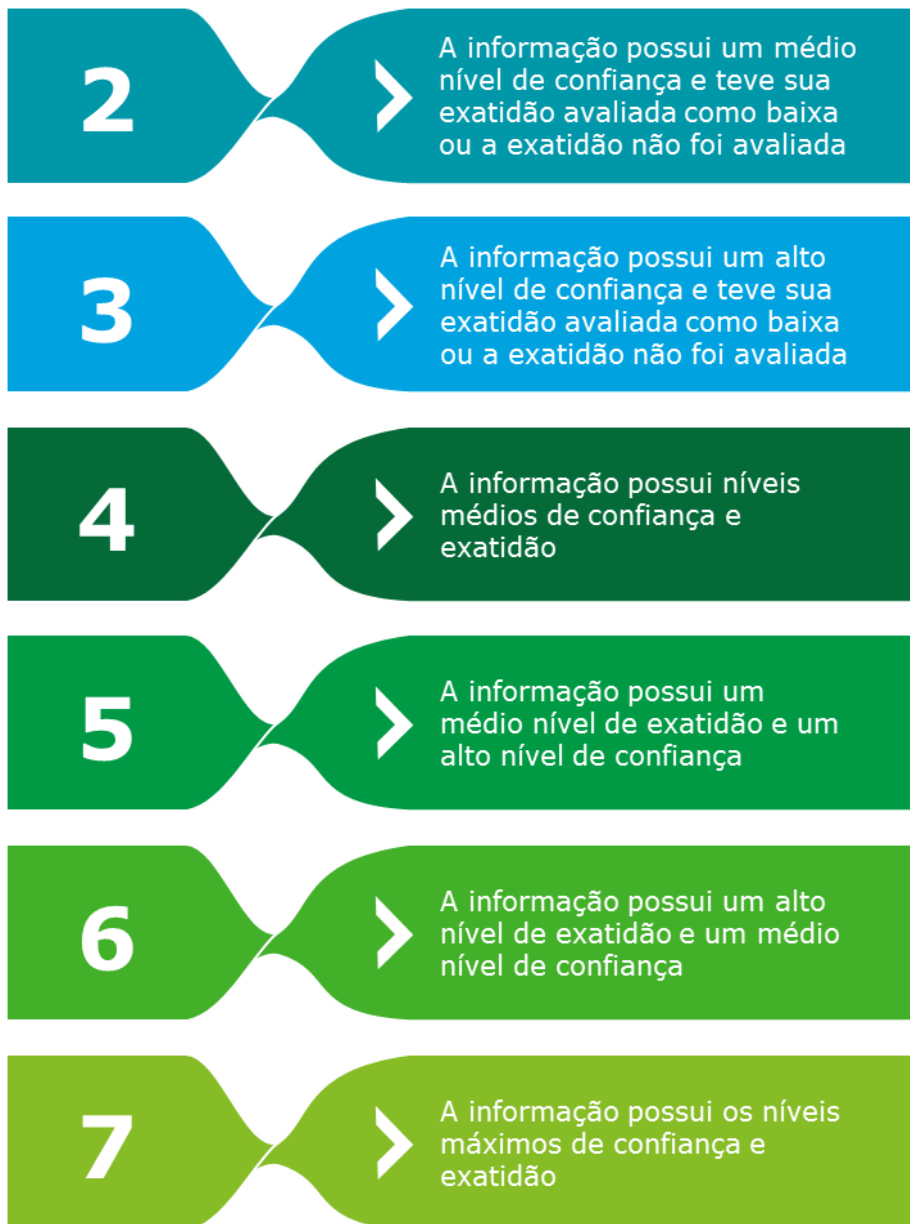 2
A informação possui um médio
nível de confiança e teve sua
exatidão avaliada como baixa
ou a exatidão não foi avaliada
3
A informação possui um alto
nível de confiança e teve sua
exatidão avaliada como baixa
ou a exatidão não foi avaliada
4
A informação possui níveis
médios de confiança e
exatidão
5
A informação possui um
médio nível de exatidão e um
alto nível de confiança
6
A informação possui um alto
nível de exatidão e um médio
nível de confiança
7
A informação possui os níveis
máximos de confiança e
exatidão